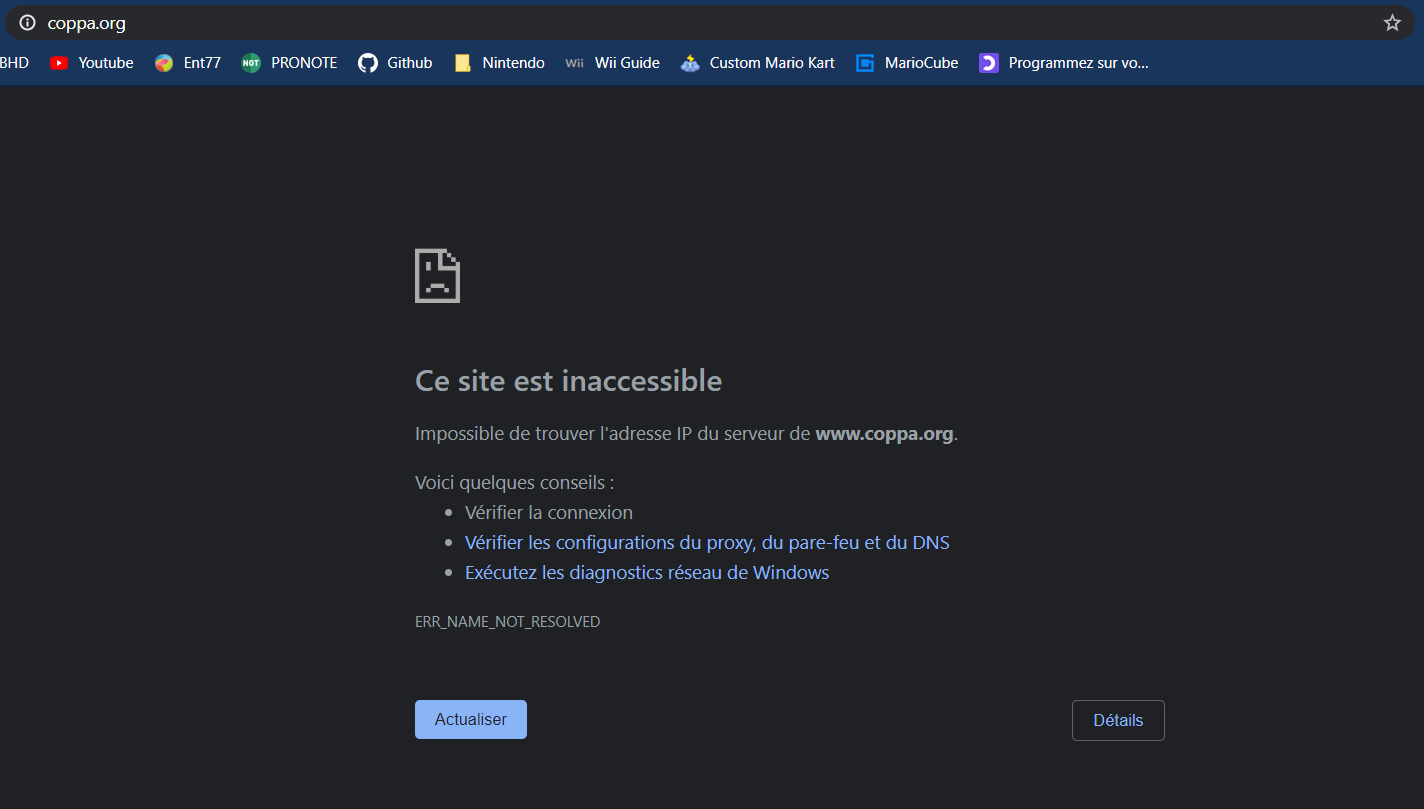 coppa.org
BHD Youtube Ent77 NOT PRONOTE Github Nintendo Wii Wii Guide Custom Mario Kart MarioCube Programmez sur vo...
Ce site est inaccessible
Impossible de trouver l'adresse IP du serveur de www.coppa.org.
Voici quelques conseils :
• Vérifier la connexion
• Vérifier les configurations du proxy, du pare-feu et du DNS
• Exécutez les diagnostics réseau de Windows
ERR_NAME_NOT_RESOLVED
Actualiser Détails